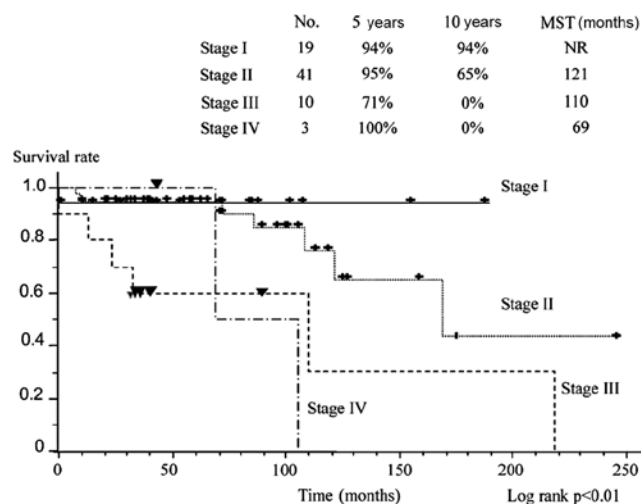 No. 5 years 10 years MST (months)
Stage I 19 94% 94% NR
Stage II 41 95% 65% 121
Stage III 10 71% 0% 110
Stage IV 3 100% 0% 69
Survival rate
1.0
0.8
0.6
0.4
0.2
0
Stage I
Stage II
Stage III
Stage IV
0 50 100 150 200 250
Time (months)
Log rank p<0.01